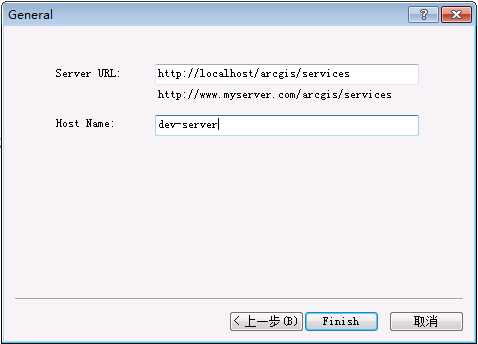 General
Server URL: http://localhost/arcgis/services
http://www.myserver.com/arcgis/services
Host Name: dev-server
< 上一步(B) Finish 取消